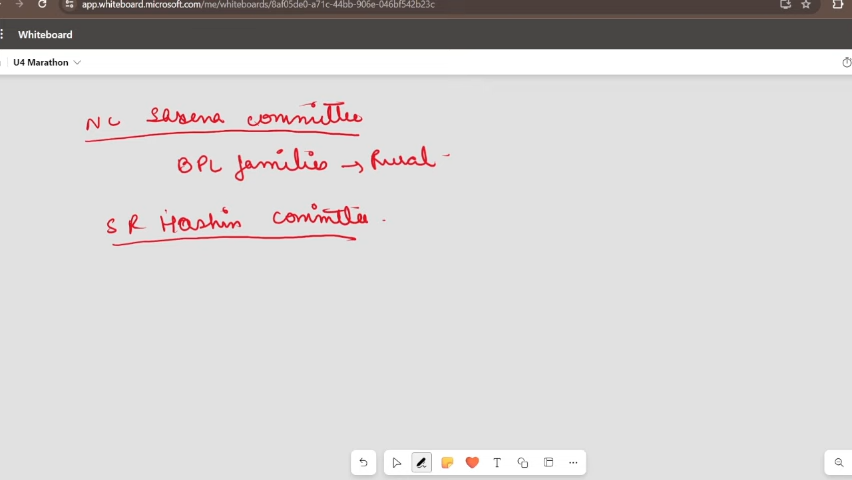 app.whiteboard.microsoft.com/me/whiteboards/8af05de0-a71c-44bb-906e-046bf542b23c
Whiteboard
U4 Marathon
NC Saxena committee
BPL families → Rural -
S R Hashim committee.
T